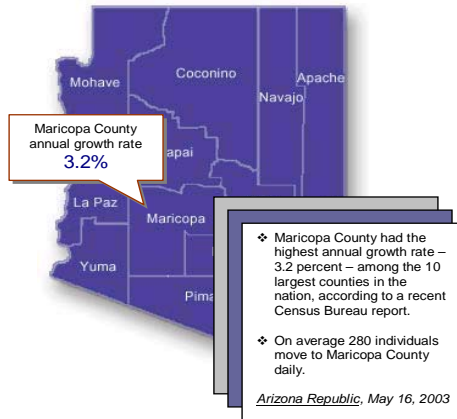 Coconino
Apache
Mohave
Navajo
Maricopa County
annual growth rate
3.2%
apai
La Paz
Maricopa
Yuma
Pima
❖ Maricopa County had the
highest annual growth rate –
3.2 percent – among the 10
largest counties in the
nation, according to a recent
Census Bureau report.
❖ On average 280 individuals
move to Maricopa County
daily.
Arizona Republic, May 16, 2003